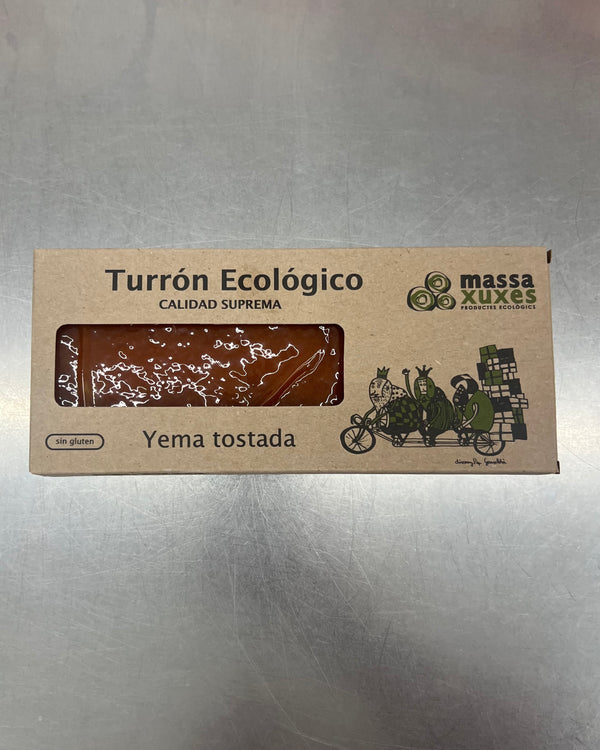 Turrón Ecológico
CALIDAD SUPREMA
massa
xuxes
PRODUCTES ECOLÒGICS
sin gluten
Yema tostada